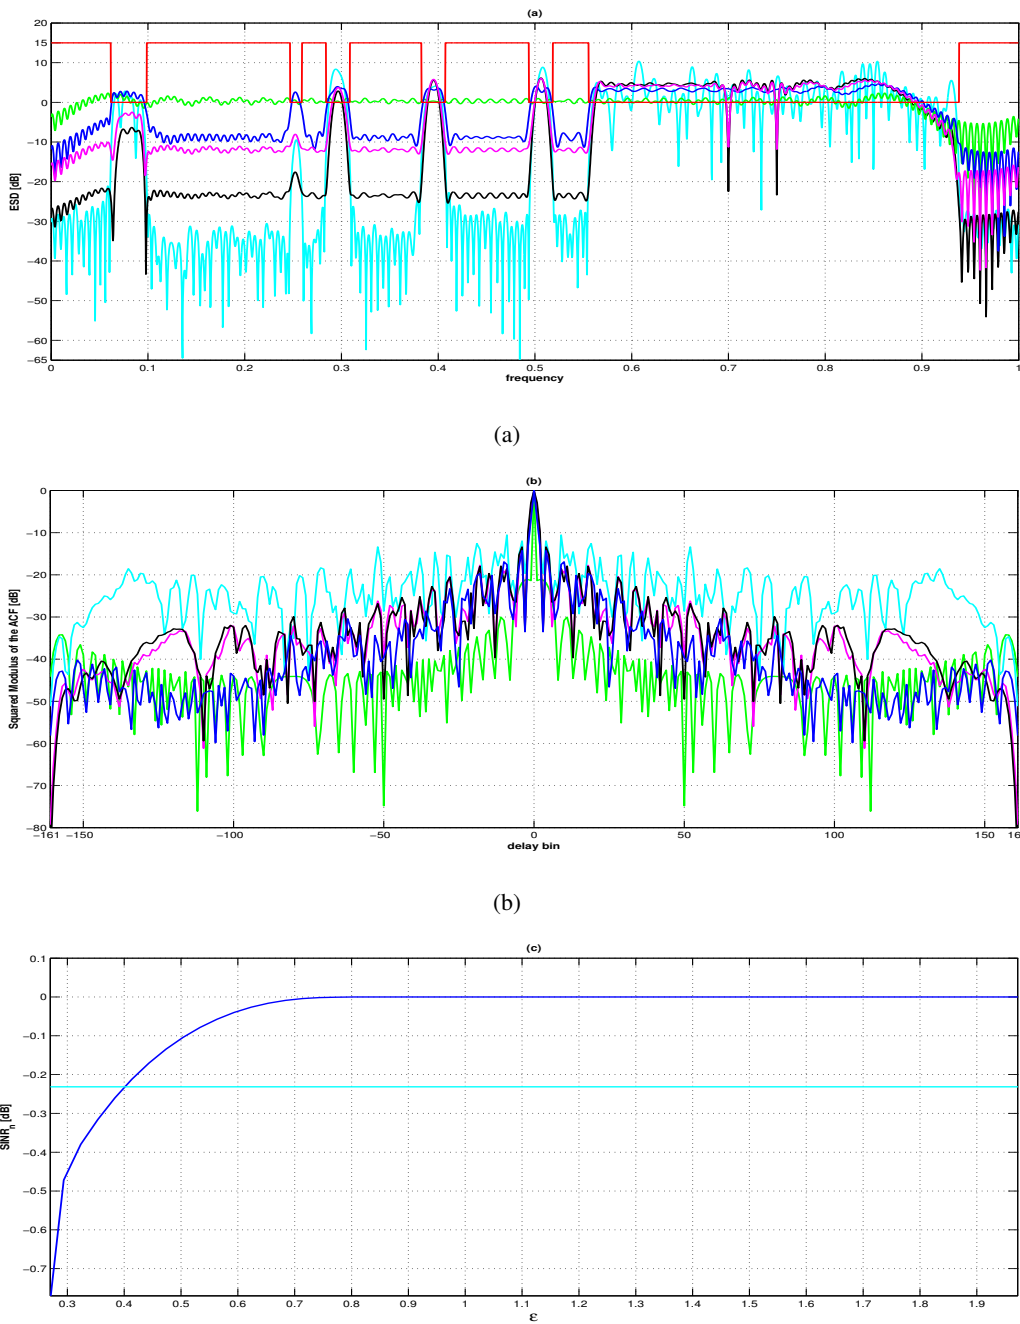 (a)
20
15
10
0
−10
−20
−30
−40
−50
−60
−65
ESD [dB]
0 0.1 0.2 0.3 0.4 0.5 0.6 0.7 0.8 0.9 1
frequency
(a)
(b)
0
−10
−20
−30
−40
−50
−60
−70
−80
Squared Modulus of the ACF [dB]
−161 −150 −100 −50 0 50 100 150 16
delay bin
(b)
(c)
0.1
0
−0.1
−0.2
−0.3
−0.4
−0.5
−0.6
−0.7
SINRn [dB]
0.3 0.4 0.5 0.6 0.7 0.8 0.9 1 1.1 1.2 1.3 1.4 1.5 1.6 1.7 1.8 1.9
ε